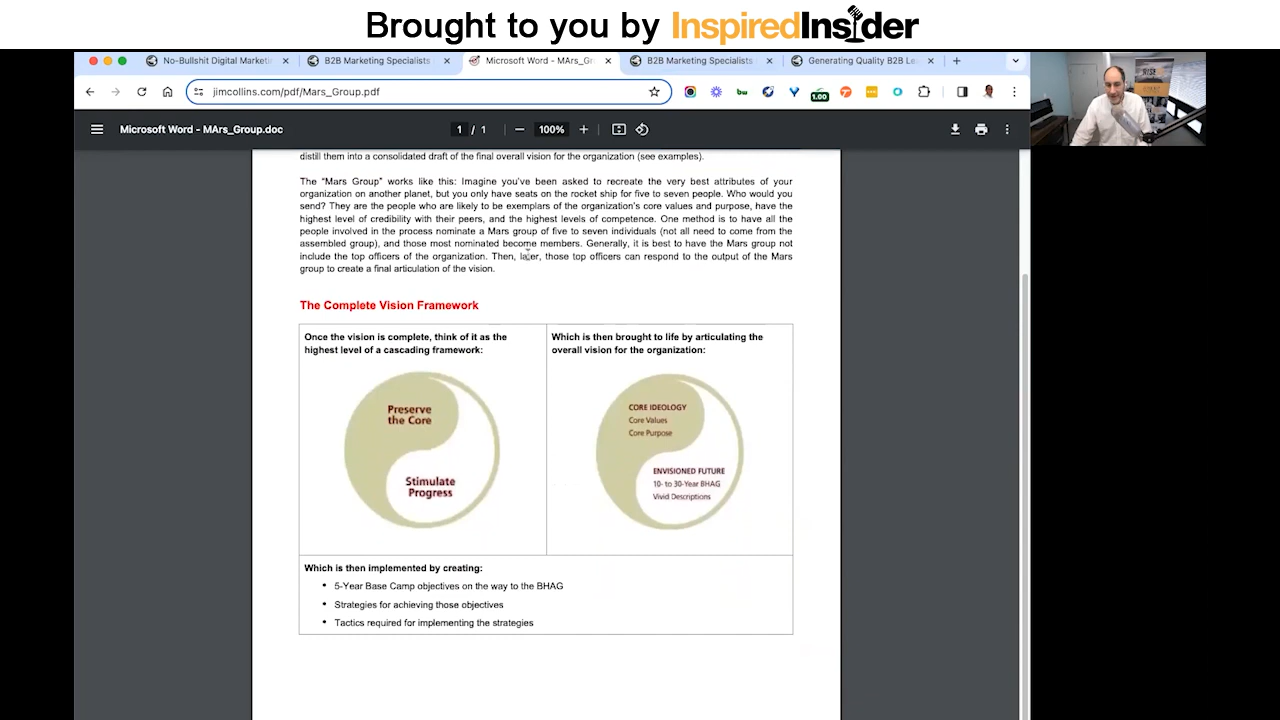 Brought to you by InspiredInsider
No-Bullshit Digital Marketi
B2B Marketing Specialists
Microsoft Word - MArs_Gr
B2B Marketing Specialists
Generating Quality B2B Le
jimcollins.com/pdf/Mars_Group.pdf
bw
1.00
Microsoft Word - MArs_Group.doc
1 / 1
100%
distill them into a consolidated draft of the final overall vision for the organization (see examples).
The “Mars Group” works like this: Imagine you’ve been asked to recreate the very best attributes of your
organization on another planet, but you only have seats on the rocket ship for five to seven people. Who would you
send? They are the people who are likely to be exemplars of the organization’s core values and purpose, have the
highest level of credibility with their peers, and the highest levels of competence. One method is to have all the
people involved in the process nominate a Mars group of five to seven individuals (not all need to come from the
assembled group), and those most nominated become members. Generally, it is best to have the Mars group not
include the top officers of the organization. Then, later, those top officers can respond to the output of the Mars
group to create a final articulation of the vision.
The Complete Vision Framework
Once the vision is complete, think of it as the
highest level of a cascading framework:
Preserve
the Core
Stimulate
Progress
Which is then brought to life by articulating the
overall vision for the organization:
CORE IDEOLOGY
Core Values
Core Purpose
ENVISIONED FUTURE
10- to 30-Year BHAG
Vivid Descriptions
Which is then implemented by creating:
• 5-Year Base Camp objectives on the way to the BHAG
• Strategies for achieving those objectives
• Tactics required for implementing the strategies